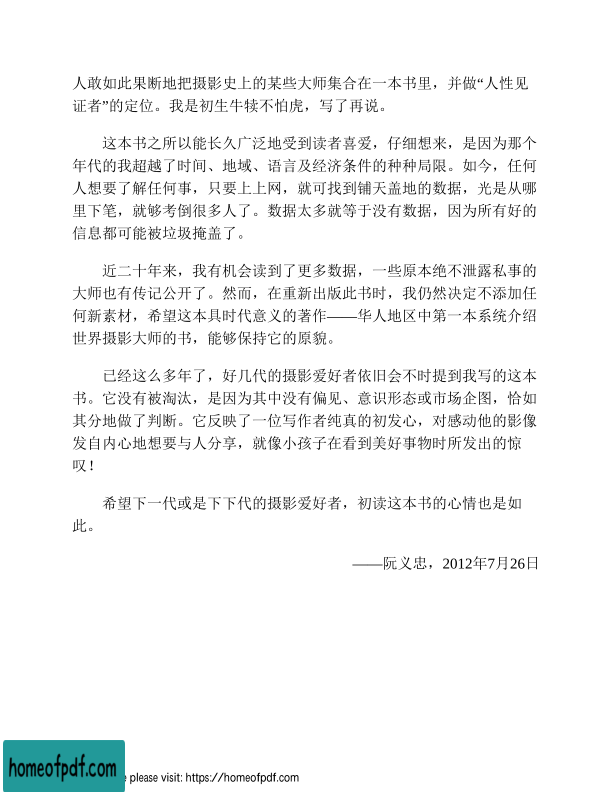 人敢如此果断地把摄影史上的某些大师集合在一本书里，并做“人性见
证者”的定位。我是初生牛犊不怕虎，写了再说。
这本书之所以能长久广泛地受到读者喜爱，仔细想来，是因为那个
年代的我超越了时间、地域、语言及经济条件的种种局限。如今，任何
人想要了解任何事，只要上上网，就可找到铺天盖地的数据，光是从哪
里下笔，就够考倒很多人了。数据太多就等于没有数据，因为所有好的
信息都可能被垃圾掩盖了。
近二十年来，我有机会读到了更多数据，一些原本绝不泄露私事的
大师也有传记公开了。然而，在重新出版此书时，我仍然决定不添加任
何新素材，希望这本具时代意义的著作——华人地区中第一本系统介绍
世界摄影大师的书，能够保持它的原貌。
已经这么多年了，好几代的摄影爱好者依旧会不时提到我写的这本
书。它没有被淘汰，是因为其中没有偏见、意识形态或市场企图，恰如
其分地做了判断。它反映了一位写作者纯真的初发心，对感动他的影像
发自内心地想要与人分享，就像小孩子在看到美好事物时所发出的惊
叹！
希望下一代或是下下代的摄影爱好者，初读这本书的心情也是如
此。
——阮义忠，2012年7月26日
homeofpdf.com
e please visit: https://homeofpdf.com